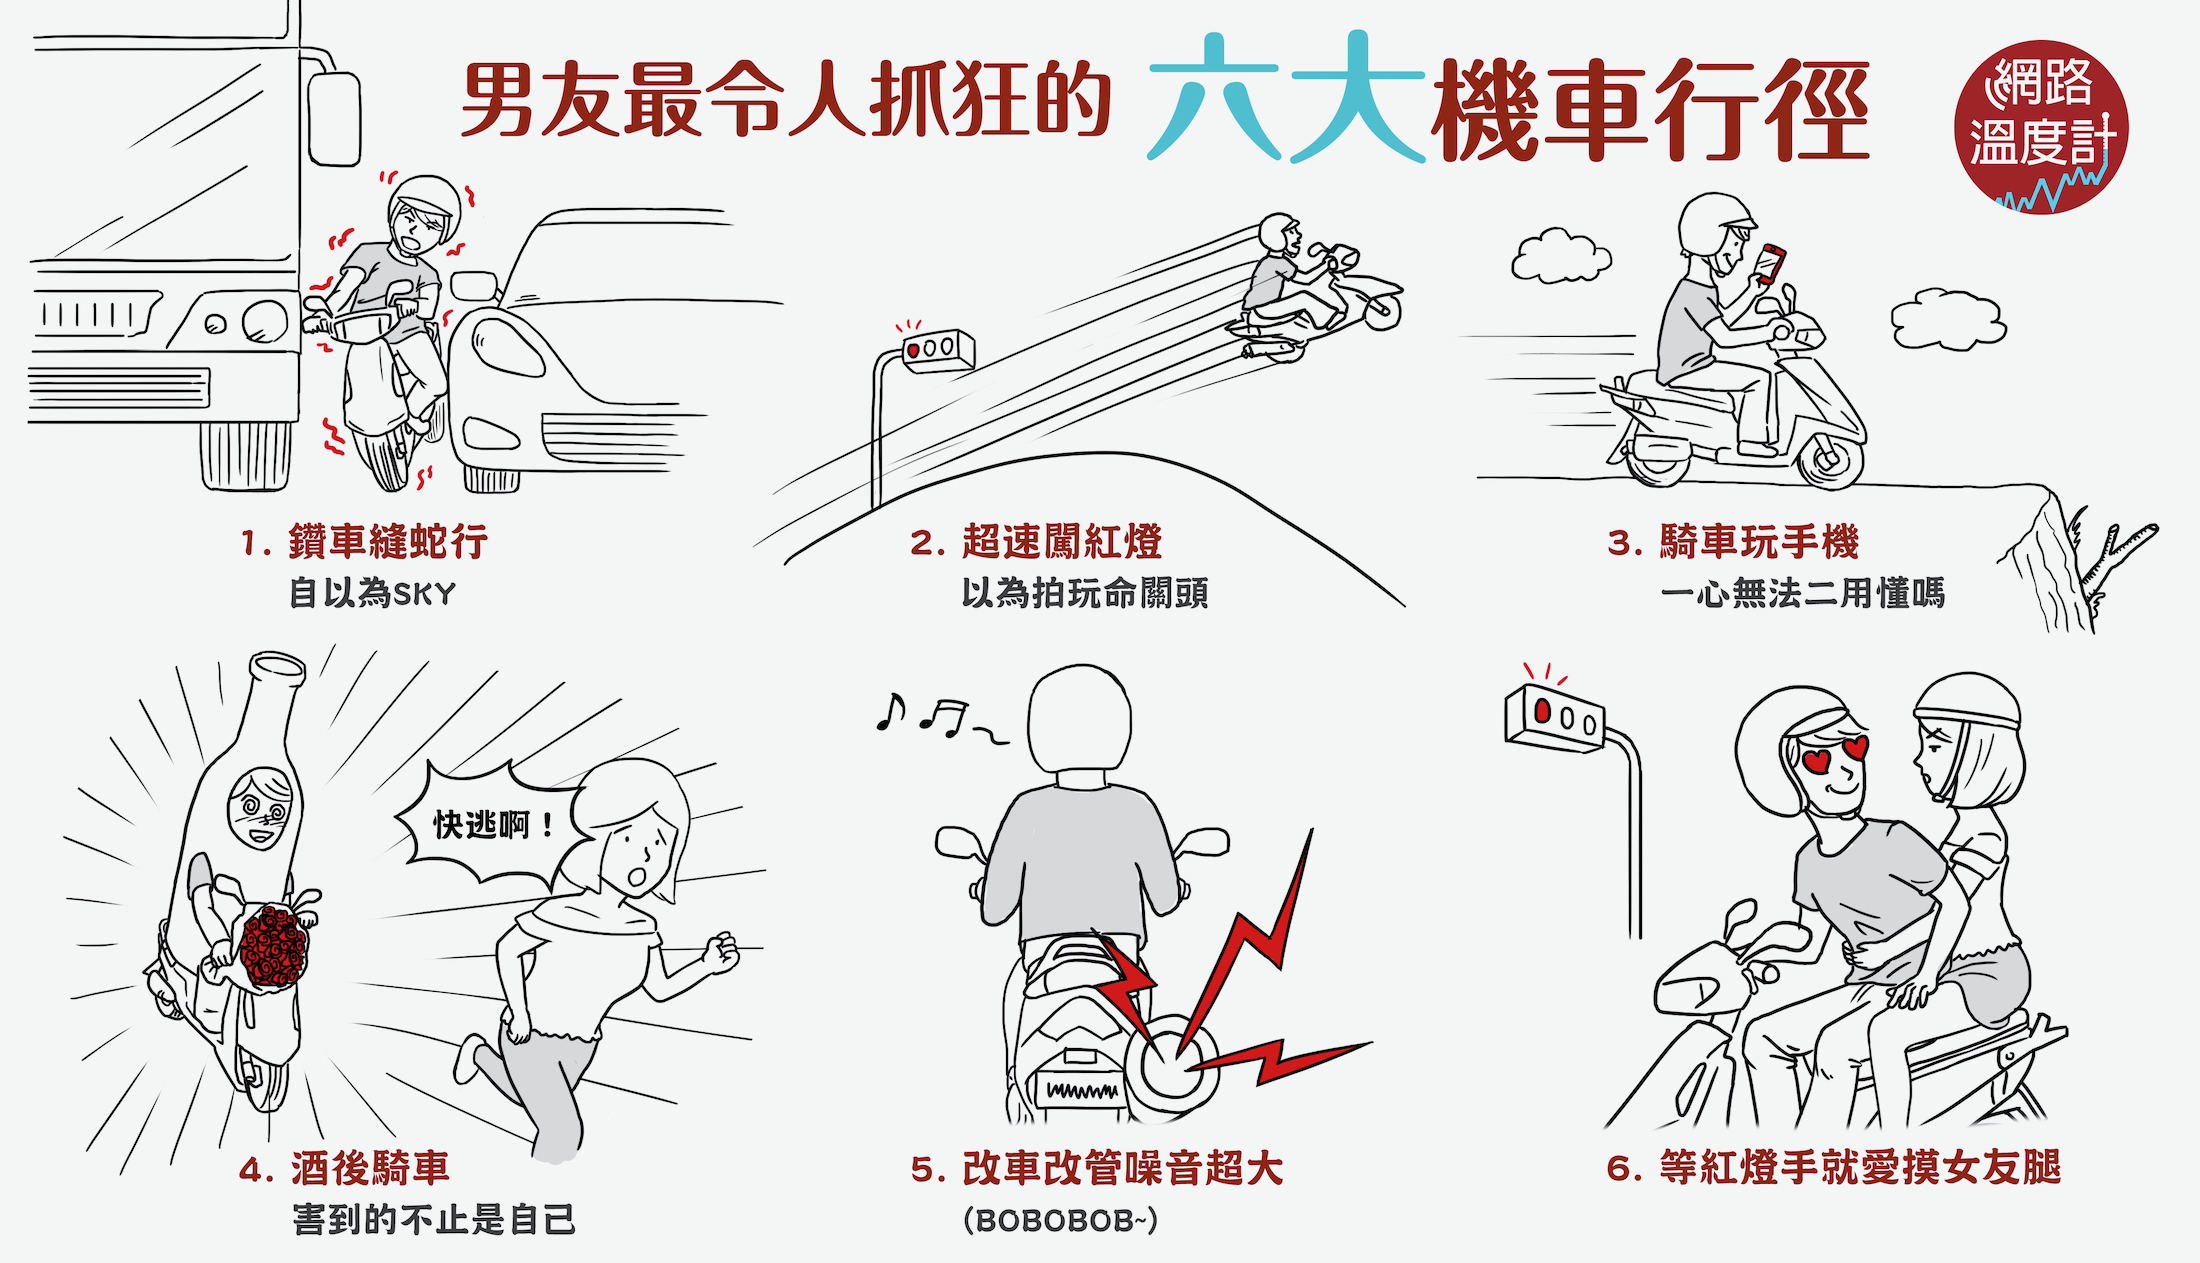 男友最令人抓狂的六大機車行徑
網路
溫度計
1. 鑽車縫蛇行
自以為SKY
2. 超速闖紅燈
以為拍玩命關頭
3. 騎車玩手機
一心無法二用懂嗎
快逃啊！
4. 酒後騎車
害到的不止是自己
5. 改車改管噪音超大
(BOBOBOB~)
6. 等紅燈手就愛摸女友腿